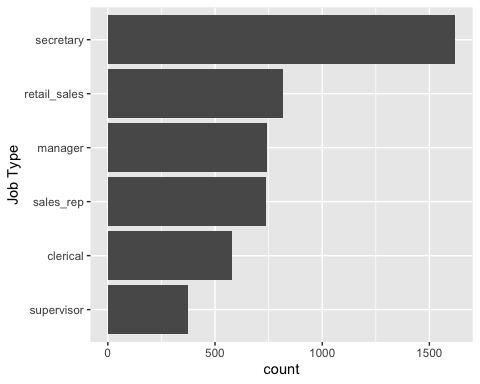 secretary
retail_sales
manager
sales_rep
clerical
supervisor
Job Type
0 500 1000 1500
count